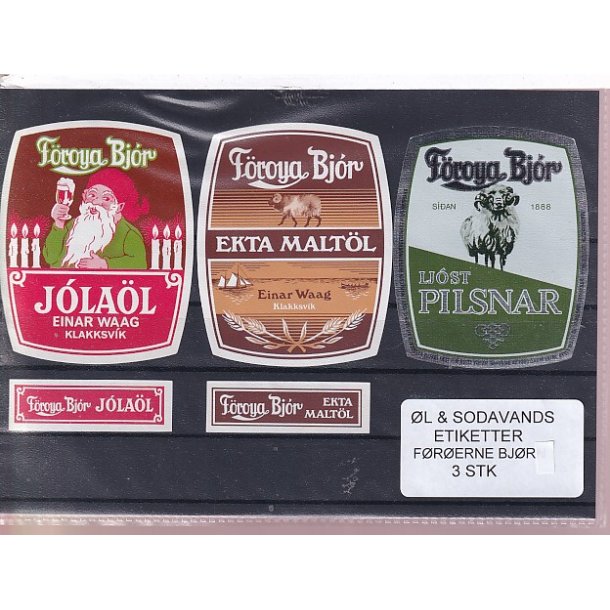 Föroya Bjór
JÓLAÖL
EINAR WAAG
KLAKKSVÍK
Föroya Bjór
EKTA MALTÖL
Einar Waag
Klakksvík
Föroya Bjór
SÍÐAN 1888
LJÓST
PILSNAR
Föroya Bjór JÓLAÖL
Föroya Bjór EKTA
MALTÖL
ØL & SODAVANDS
ETIKETTER
FØRØERNE BJØR
3 STK